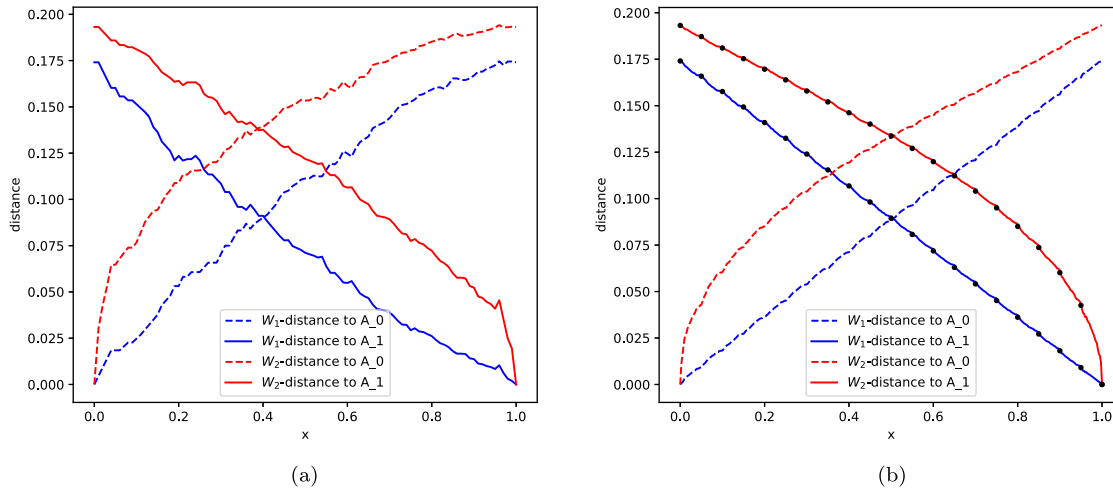 0.200
0.175
0.150
0.125
0.100
0.075
0.050
0.025
0.000
distance
0.0 0.2 0.4 0.6 0.8 1.0
x
W₁-distance to A_0
W₁-distance to A_1
W₂-distance to A_0
W₂-distance to A_1
(a)
0.200
0.175
0.150
0.125
0.100
0.075
0.050
0.025
0.000
distance
0.0 0.2 0.4 0.6 0.8 1.0
x
W₁-distance to A_0
W₁-distance to A_1
W₂-distance to A_0
W₂-distance to A_1
(b)